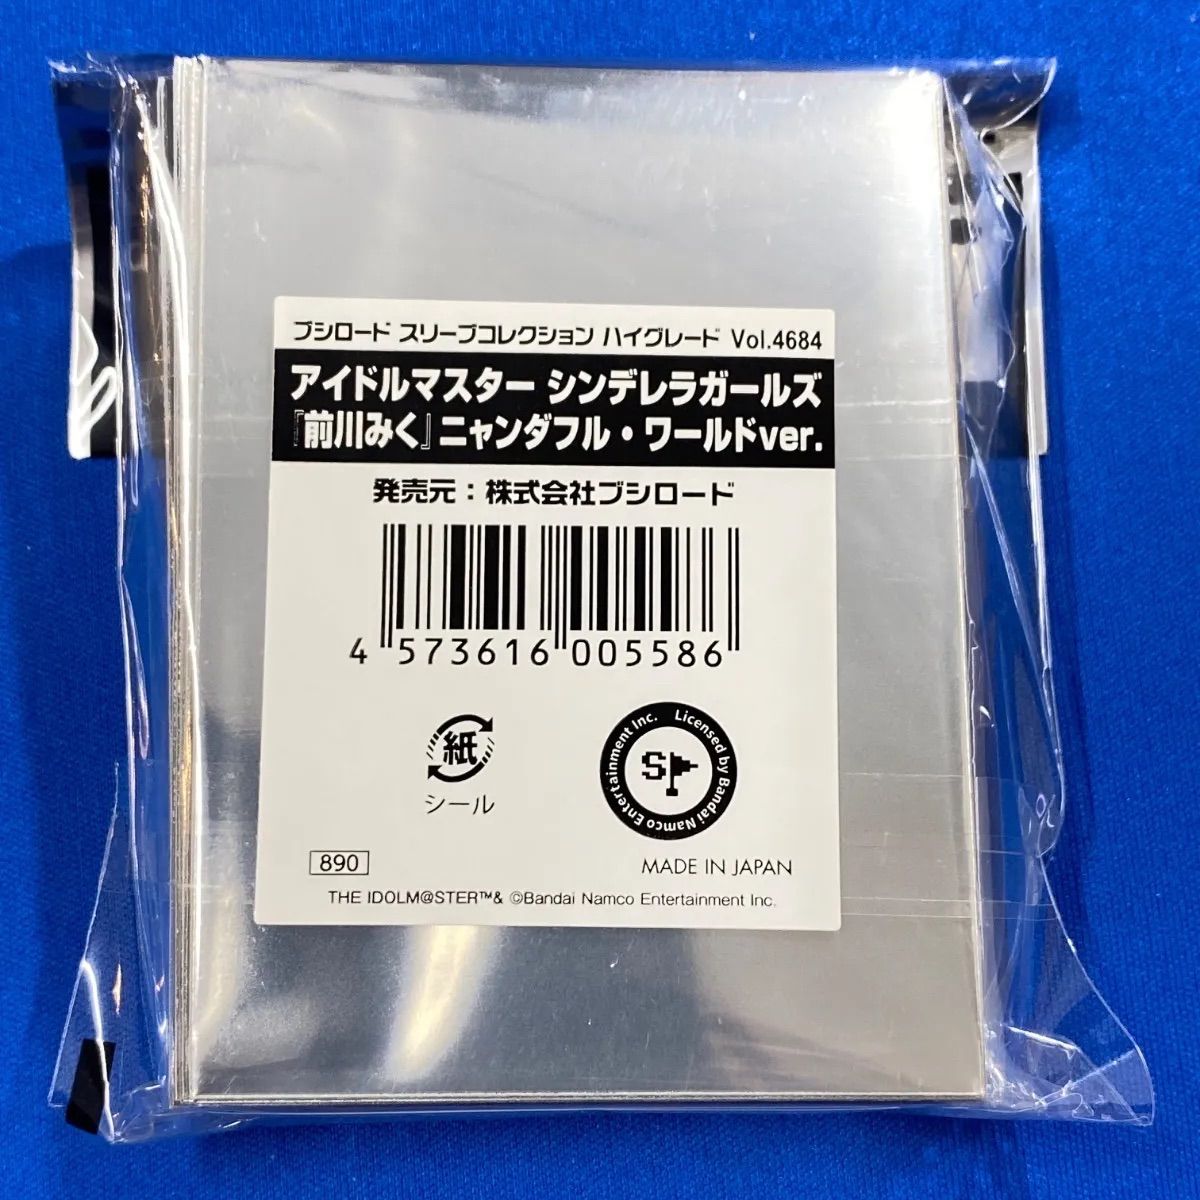 ブシロード スリーブコレクション ハイグレード Vol.4684
アイドルマスター シンデレラガールズ
『前川みく』ニャンダフル・ワールドver.
発売元：株式会社ブシロード
4 573616 005586
紙
シール
Licensed by Bandai Namco Entertainment Inc.
S
890
MADE IN JAPAN
THE IDOLM@STER™& ©Bandai Namco Entertainment Inc.